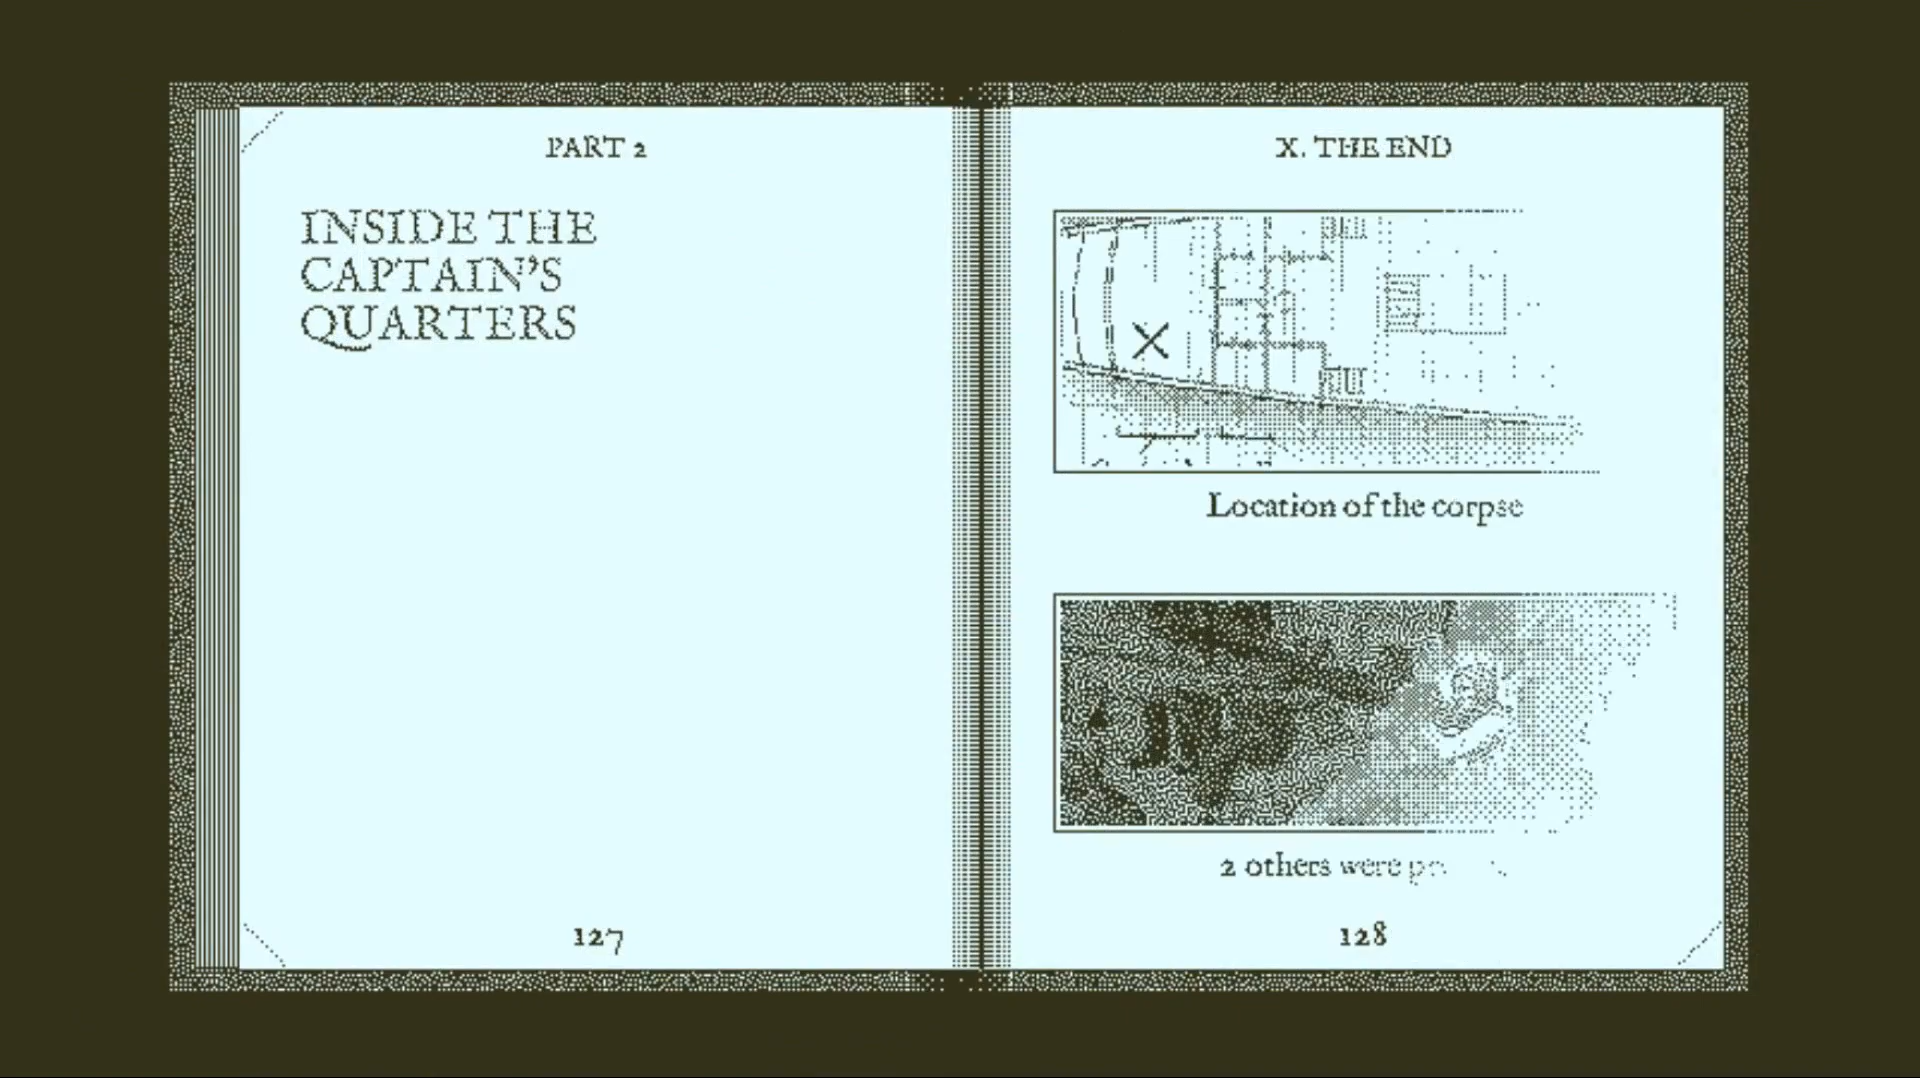 PART 2
INSIDE THE
CAPTAIN'S
QUARTERS
127
X. THE END
Location of the corpse
2 others were
128